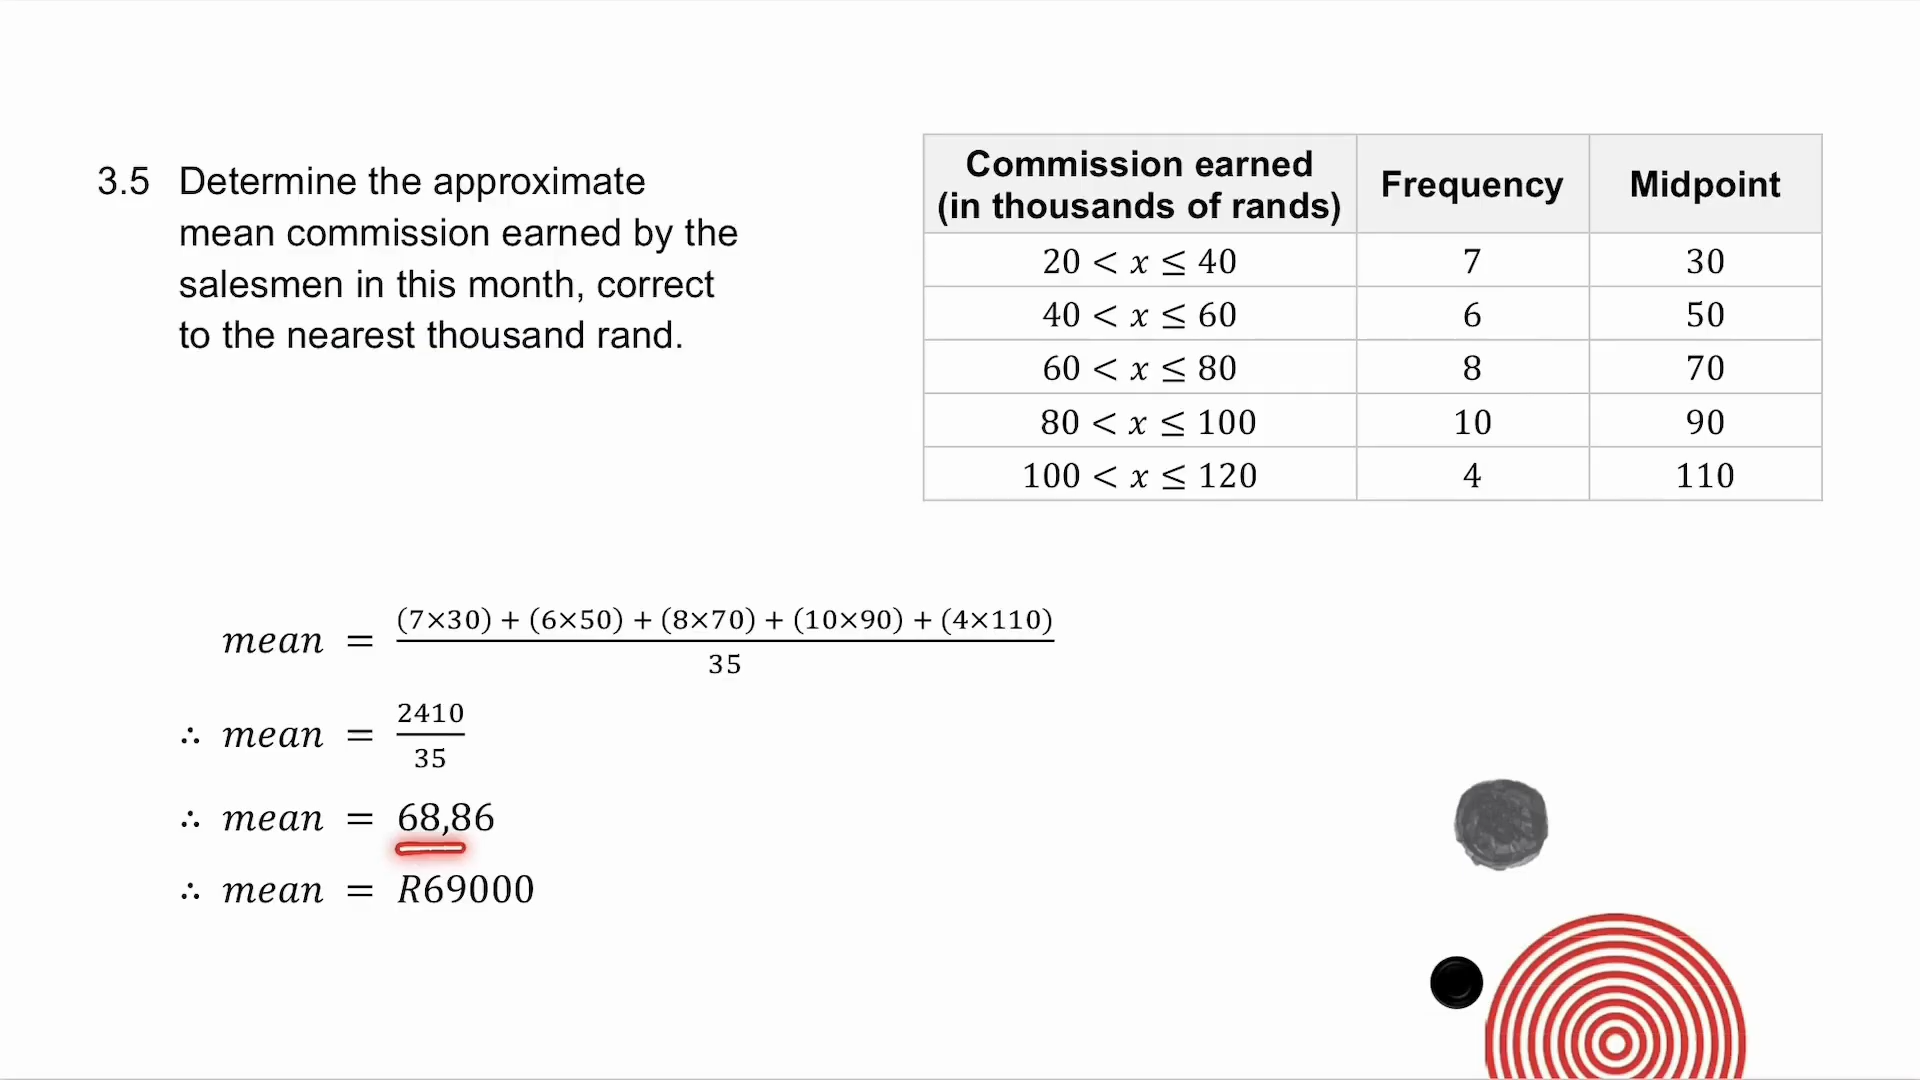 3.5 Determine the approximate
mean commission earned by the
salesmen in this month, correct
to the nearest thousand rand.
Commission earned
(in thousands of rands) Frequency Midpoint
20 < x ≤ 40 7 30
40 < x ≤ 60 6 50
60 < x ≤ 80 8 70
80 < x ≤ 100 10 90
100 < x ≤ 120 4 110
mean = (7×30) + (6×50) + (8×70) + (10×90) + (4×110)
35
∴ mean = 2410
35
∴ mean = 68,86
∴ mean = R69000